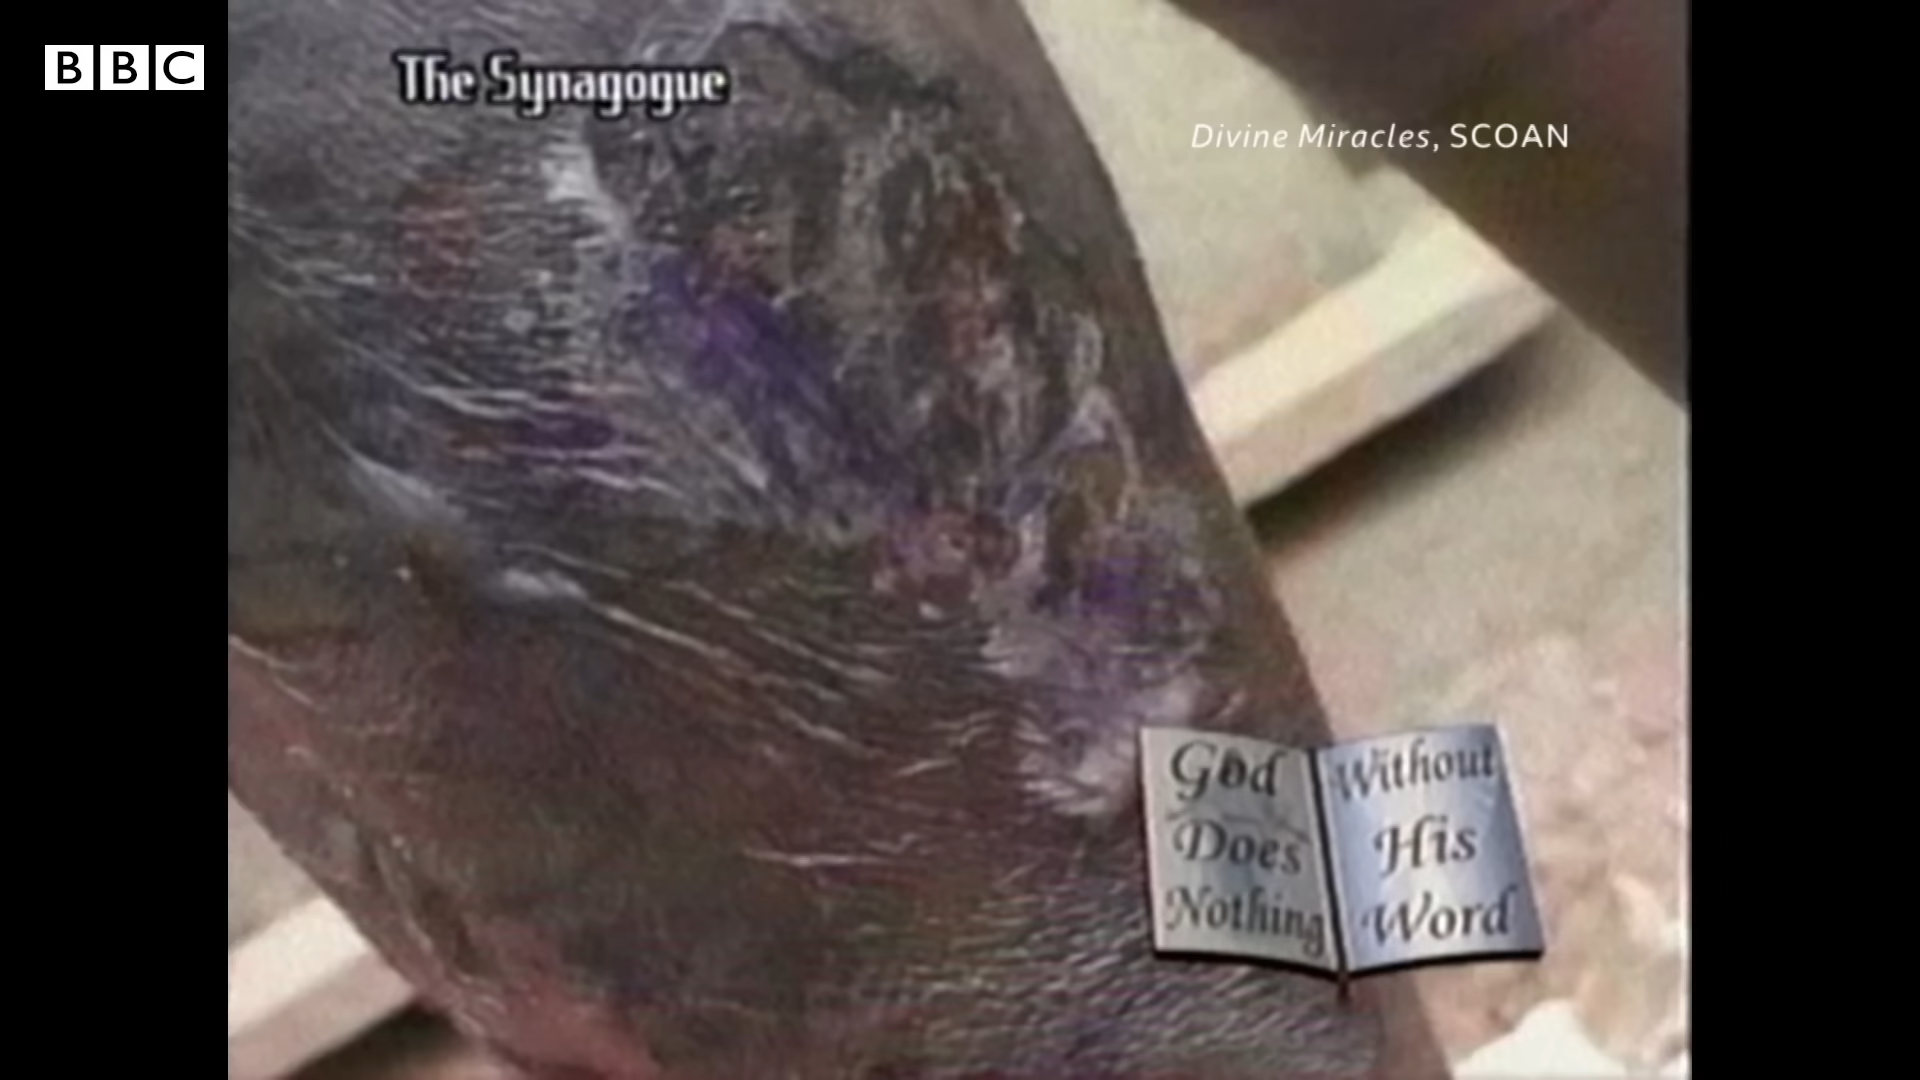 BBC
The Synagogue
Divine Miracles, SCOAN
God
Does
Nothing
Without
His
Word